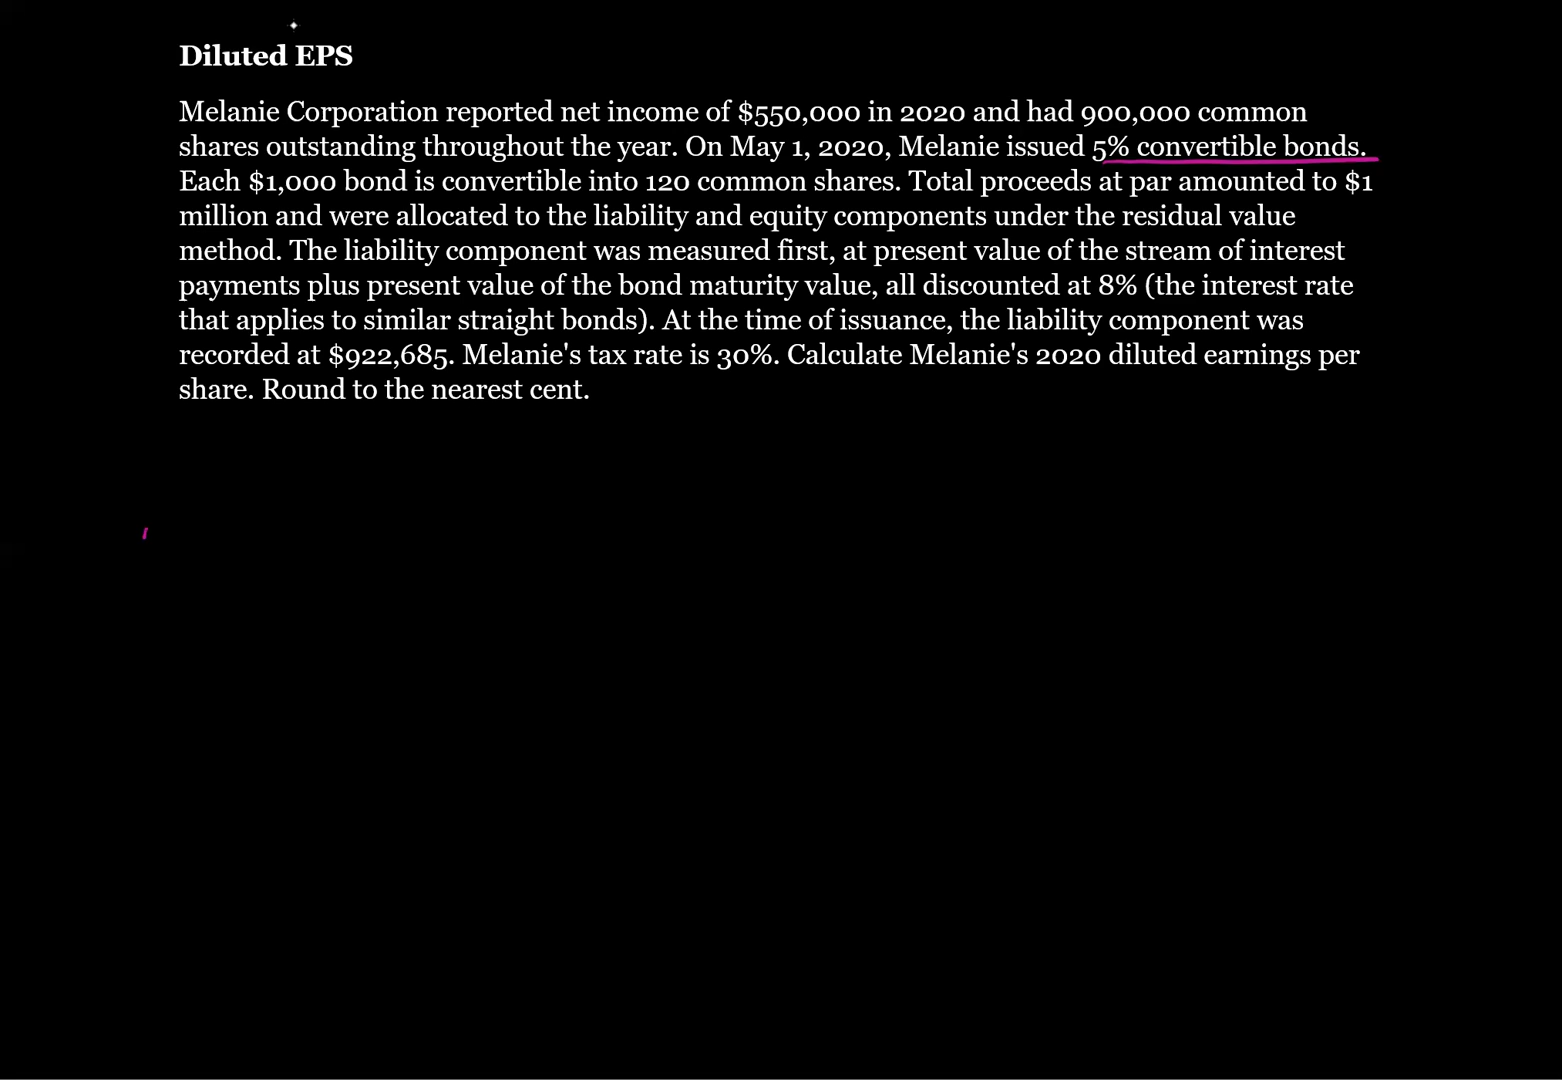 Diluted EPS
Melanie Corporation reported net income of $550,000 in 2020 and had 900,000 common
shares outstanding throughout the year. On May 1, 2020, Melanie issued 5% convertible bonds.
Each $1,000 bond is convertible into 120 common shares. Total proceeds at par amounted to $1
million and were allocated to the liability and equity components under the residual value
method. The liability component was measured first, at present value of the stream of interest
payments plus present value of the bond maturity value, all discounted at 8% (the interest rate
that applies to similar straight bonds). At the time of issuance, the liability component was
recorded at $922,685. Melanie's tax rate is 30%. Calculate Melanie's 2020 diluted earnings per
share. Round to the nearest cent.